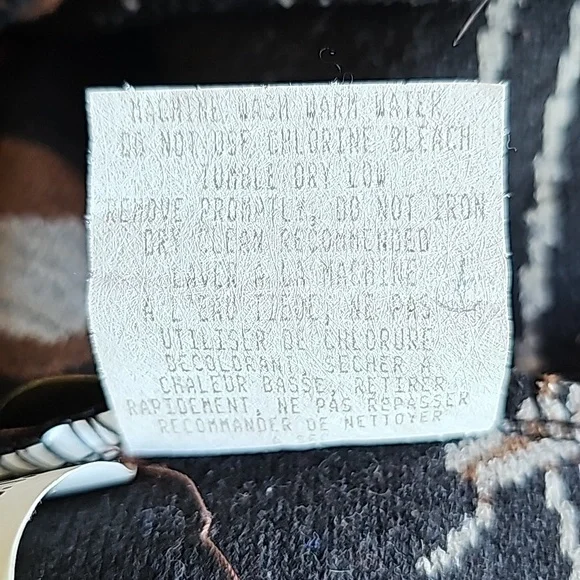 MACHINE WASH WARM WATER
DO NOT USE CHLORINE BLEACH
TUMBLE DRY LOW
REMOVE PROMPTLY, DO NOT IRON
DRY CLEAN RECOMMENDED
LAVER A LA MACHINE
A L'EAU TIEDE, NE PAS
UTILISER DE CHLORURE
DECOLORANT, SECHER A
CHALEUR BASSE, RETIRER
RAPIDEMENT, NE PAS REPASSER
RECOMMANDER DE NETTOYER
A SEC